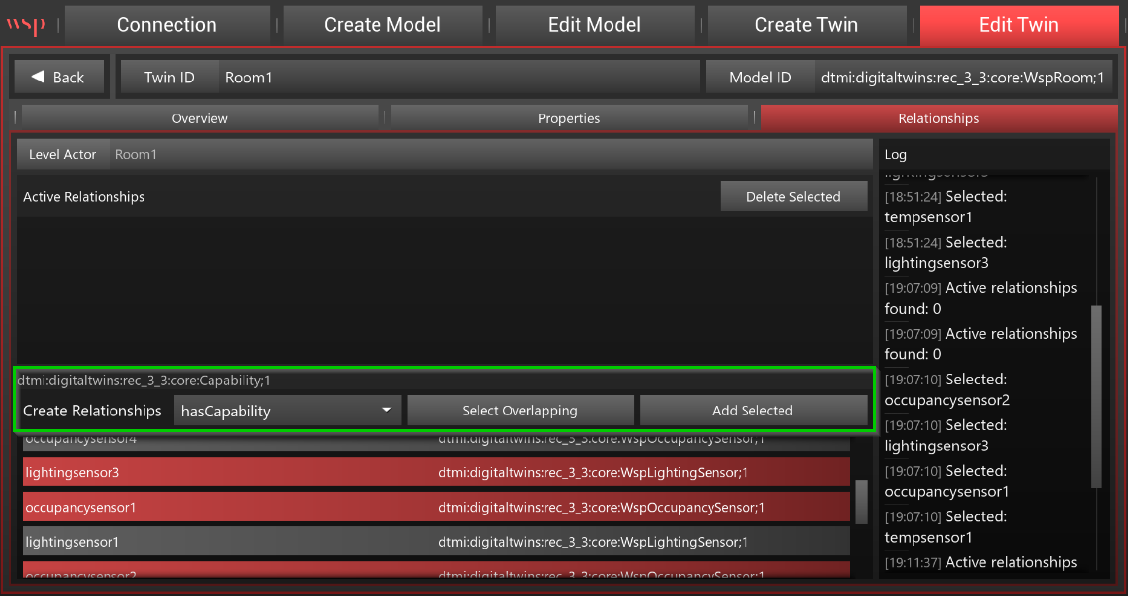 wsp
Connection
Create Model
Edit Model
Create Twin
Edit Twin
Back
Twin ID
Room1
Model ID
dtmi:digitaltwins:rec_3_3:core:WspRoom;1
Overview
Properties
Relationships
Level Actor
Room1
Active Relationships
Delete Selected
dtmi:digitaltwins:rec_3_3:core:Capability;1
Create Relationships
hasCapability
Select Overlapping
Add Selected
occupancysensor4
dtmi:digitaltwins:rec_3_3:core:WspOccupancySensor;1
lightingsensor3
dtmi:digitaltwins:rec_3_3:core:WspLightingSensor;1
occupancysensor1
dtmi:digitaltwins:rec_3_3:core:WspOccupancySensor;1
lightingsensor1
dtmi:digitaltwins:rec_3_3:core:WspLightingSensor;1
occupancysensor2
dtmi:digitaltwins:rec_3_3:core:WspOccupancySensor;1
Log
[18:51:24] Selected:
tempsensor1
[18:51:24] Selected:
lightingsensor3
[19:07:09] Active relationships
found: 0
[19:07:09] Active relationships
found: 0
[19:07:10] Selected:
occupancysensor2
[19:07:10] Selected:
lightingsensor3
[19:07:10] Selected:
occupancysensor1
[19:07:10] Selected:
tempsensor1
[19:11:37] Active relationships